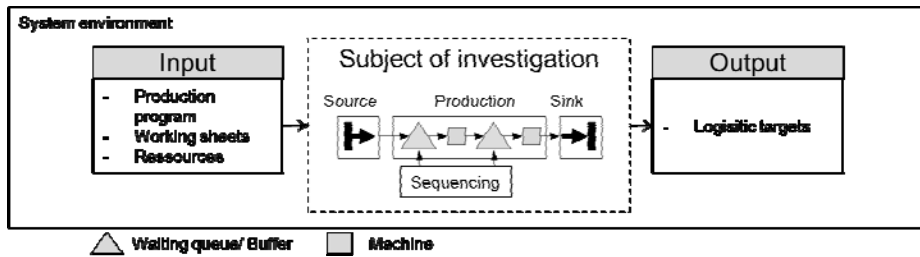 System environment
Input
- Production
program
- Working sheets
- Ressources
Subject of investigation
Source
Production
Sink
Sequencing
Output
- Logisitic targets
Waiting queue/ Buffer
Machine